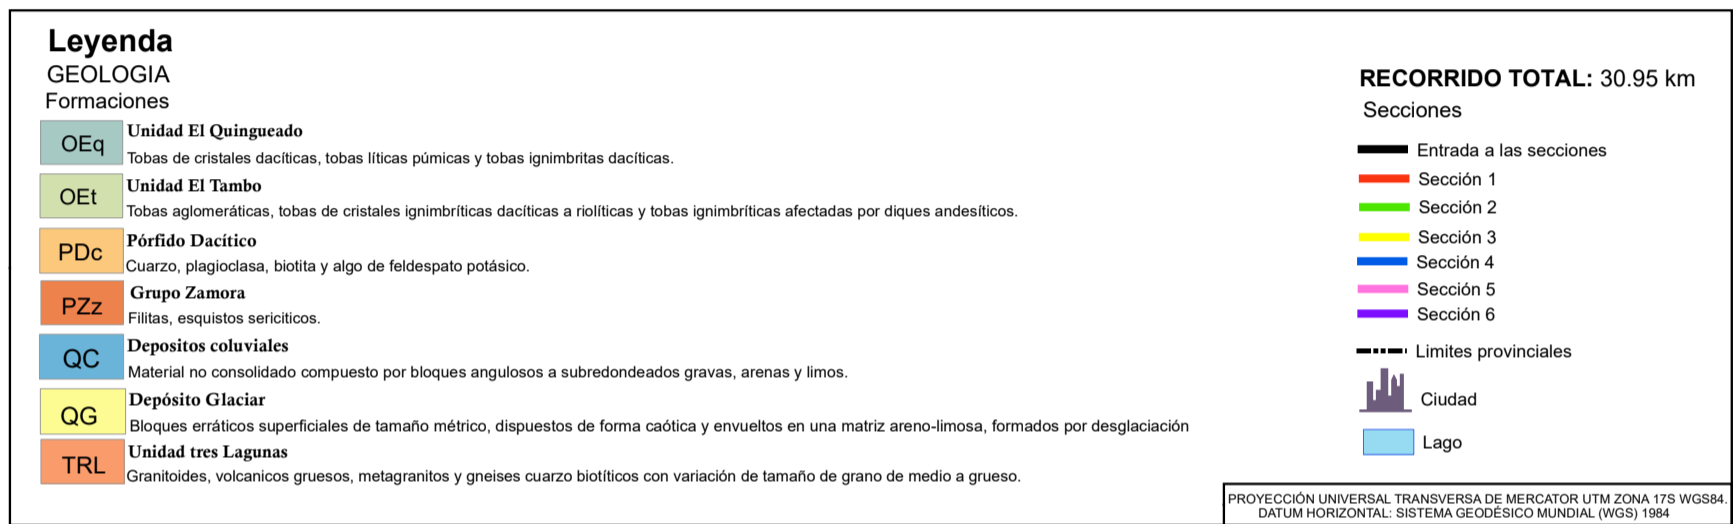 Leyenda
GEOLOGIA
Formaciones
OEq
Unidad El Quingueado
Tobas de cristales dacíticas, tobas líticas púmicas y tobas ignimbritas dacíticas.
OEt
Unidad El Tambo
Tobas aglomeráticas, tobas de cristales ignimbríticas dacíticas a riolíticas y tobas ignimbríticas afectadas por diques andesíticos.
PDc
Pórfido Dacítico
Cuarzo, plagioclasa, biotita y algo de feldespato potásico.
PZz
Grupo Zamora
Filitas, esquistos sericiticos.
QC
Depositos coluviales
Material no consolidado compuesto por bloques angulosos a subredondeados gravas, arenas y limos.
QG
Depósito Glaciar
Bloques erráticos superficiales de tamaño métrico, dispuestos de forma caótica y envueltos en una matriz areno-limosa, formados por desglaciación
TRL
Unidad tres Lagunas
Granitoides, volcanicos gruesos, metagranitos y gneises cuarzo biotíticos con variación de tamaño de grano de medio a grueso.
RECORRIDO TOTAL: 30.95 km
Secciones
Entrada a las secciones
Sección 1
Sección 2
Sección 3
Sección 4
Sección 5
Sección 6
Limites provinciales
Ciudad
Lago
PROYECCIÓN UNIVERSAL TRANSVERSA DE MERCATOR UTM ZONA 17S WGS84.
DATUM HORIZONTAL: SISTEMA GEODÉSICO MUNDIAL (WGS) 1984